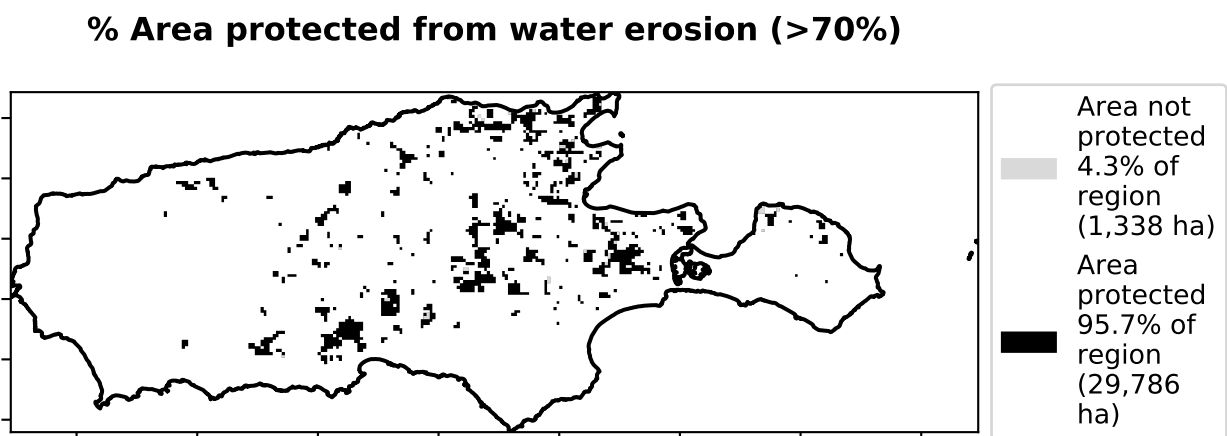 % Area protected from water erosion (>70%)
Area not
protected
4.3% of
region
(1,338 ha)
Area
protected
95.7% of
region
(29,786
ha)